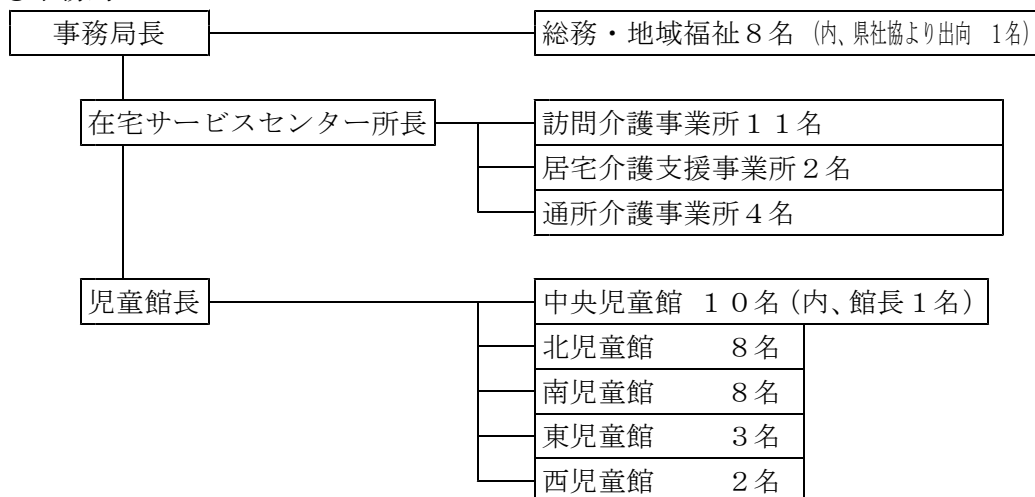 事務局長 総務・地域福祉８名 (内、県社協より出向 1名)
在宅サービスセンター所長 訪問介護事業所１１名
居宅介護支援事業所２名
通所介護事業所４名
児童館長 中央児童館 １０名(内、館長１名)
北児童館 ８名
南児童館 ８名
東児童館 ３名
西児童館 ２名